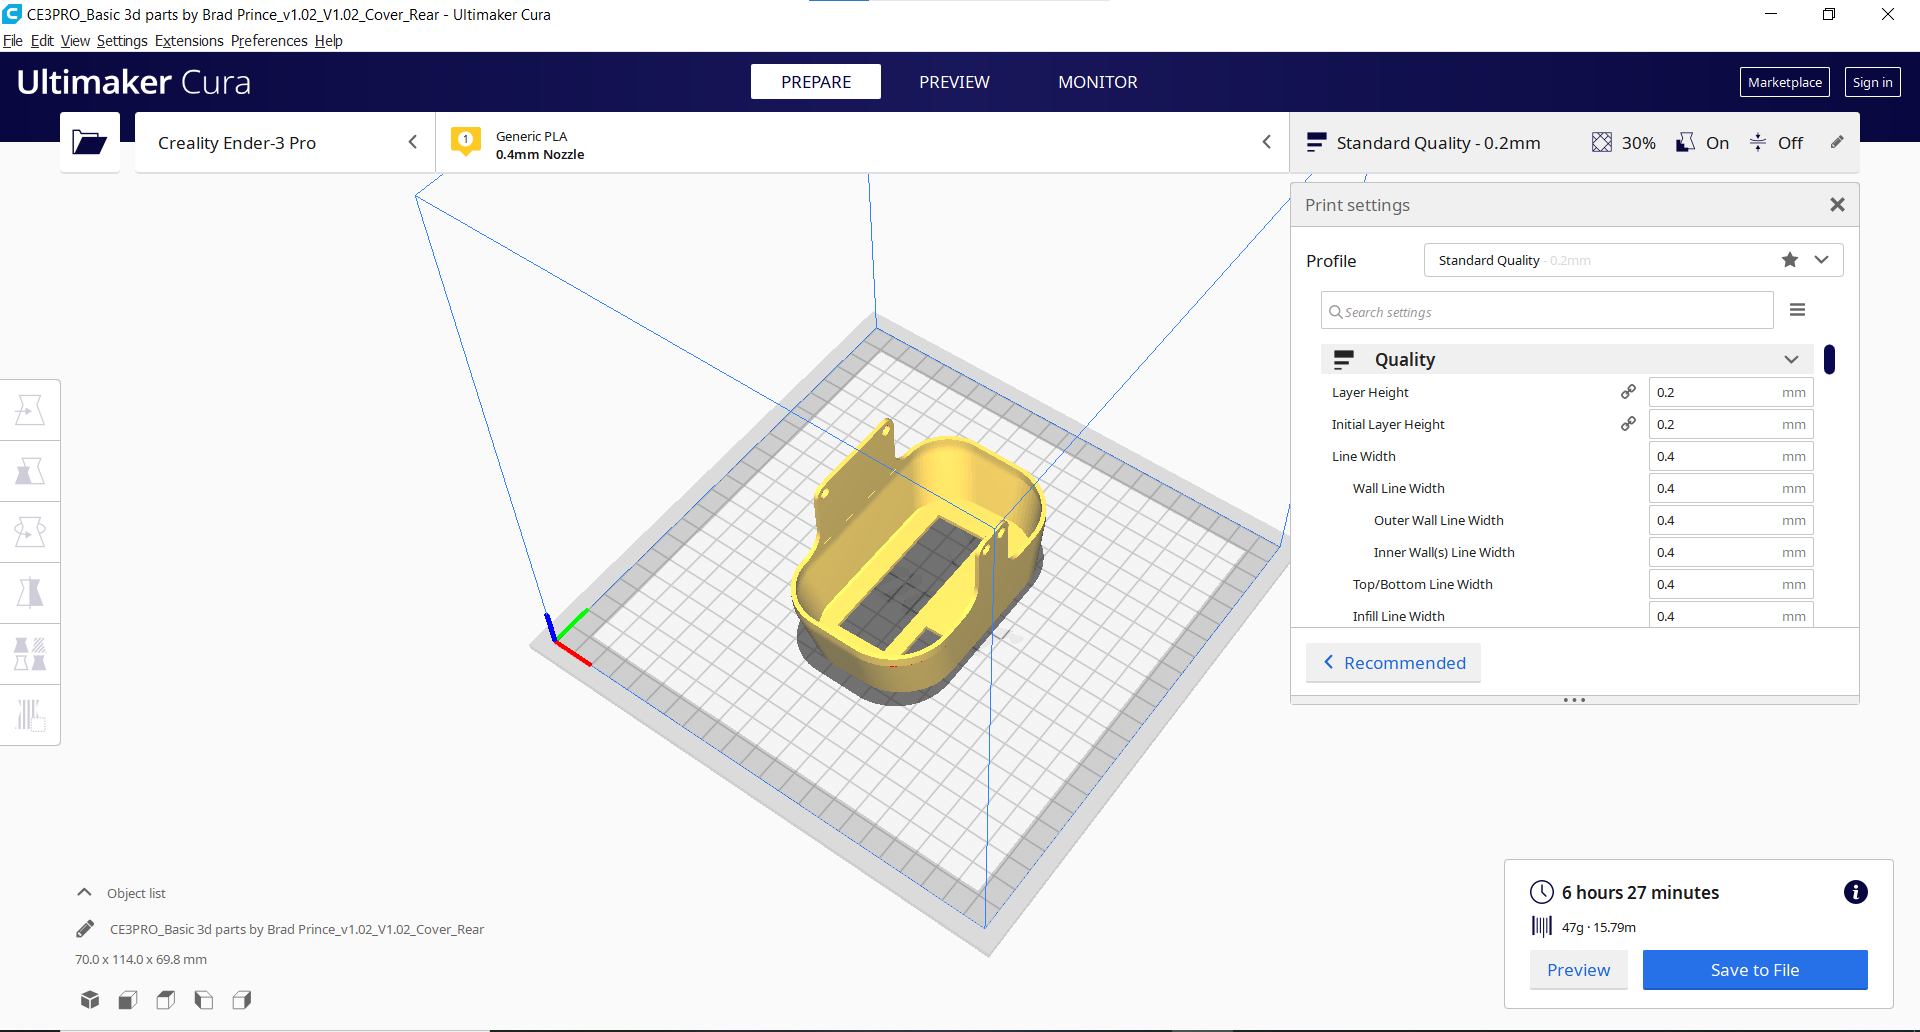 CE3PRO_Basic 3d parts by Brad Prince_v1.02_V1.02_Cover_Rear - Ultimaker Cura
File Edit View Settings Extensions Preferences Help
Ultimaker Cura
PREPARE
PREVIEW
MONITOR
Marketplace
Sign in
Creality Ender-3 Pro
1
Generic PLA
0.4mm Nozzle
Standard Quality - 0.2mm
30%
On
Off
Print settings
Profile
Standard Quality - 0.2mm
Search settings
Quality
Layer Height 0.2 mm
Initial Layer Height 0.2 mm
Line Width 0.4 mm
Wall Line Width 0.4 mm
Outer Wall Line Width 0.4 mm
Inner Wall(s) Line Width 0.4 mm
Top/Bottom Line Width 0.4 mm
Infill Line Width 0.4 mm
Recommended
Object list
CE3PRO_Basic 3d parts by Brad Prince_v1.02_V1.02_Cover_Rear
70.0 x 114.0 x 69.8 mm
6 hours 27 minutes
47g · 15.79m
Preview
Save to File